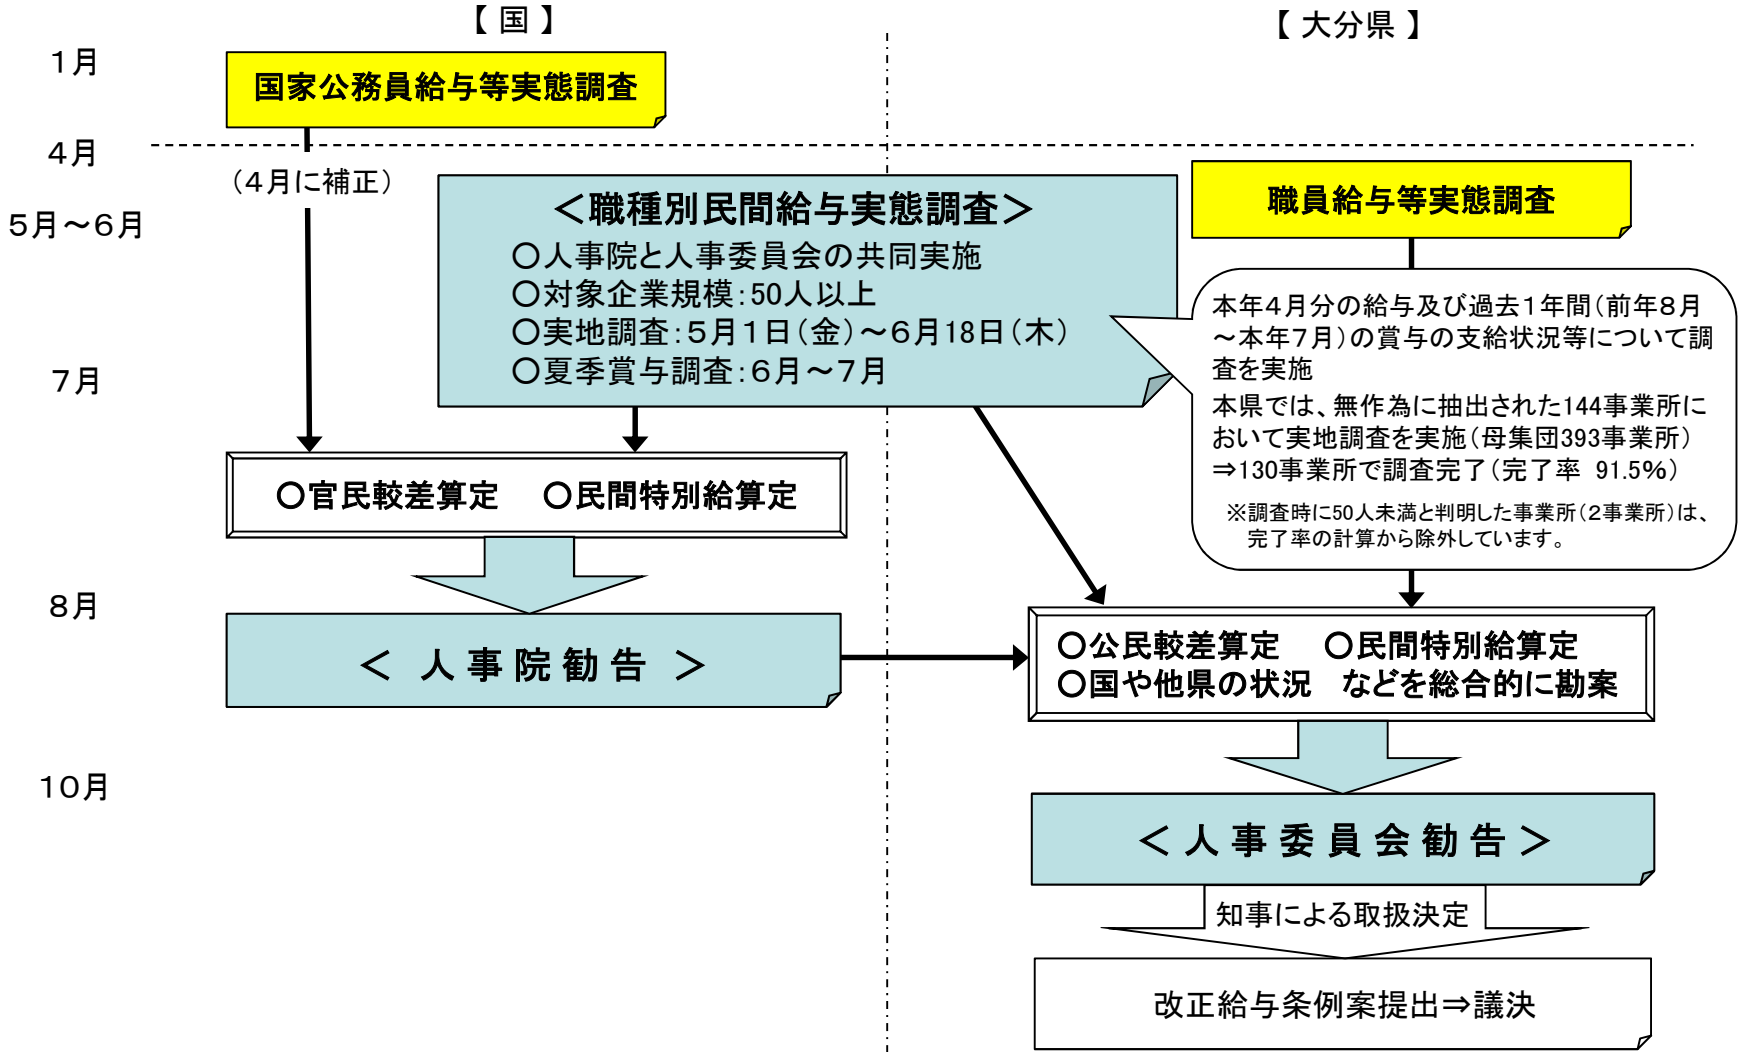 【 国 】
【 大分県 】
１月
国家公務員給与等実態調査
４月
（４月に補正）
５月～６月
＜職種別民間給与実態調査＞
○人事院と人事委員会の共同実施
○対象企業規模：50人以上
○実地調査：５月１日（金）～６月18日（木）
○夏季賞与調査：６月～７月
職員給与等実態調査
本年４月分の給与及び過去１年間（前年８月
～本年７月）の賞与の支給状況等について調
査を実施
本県では、無作為に抽出された144事業所に
おいて実地調査を実施（母集団393事業所）
⇒130事業所で調査完了（完了率 91.5％）
※調査時に50人未満と判明した事業所（２事業所）は、
完了率の計算から除外しています。
７月
○官民較差算定　○民間特別給算定
８月
＜ 人 事 院 勧 告 ＞
○公民較差算定　○民間特別給算定
○国や他県の状況　などを総合的に勘案
１０月
＜ 人 事 委 員 会 勧 告 ＞
知事による取扱決定
改正給与条例案提出⇒議決